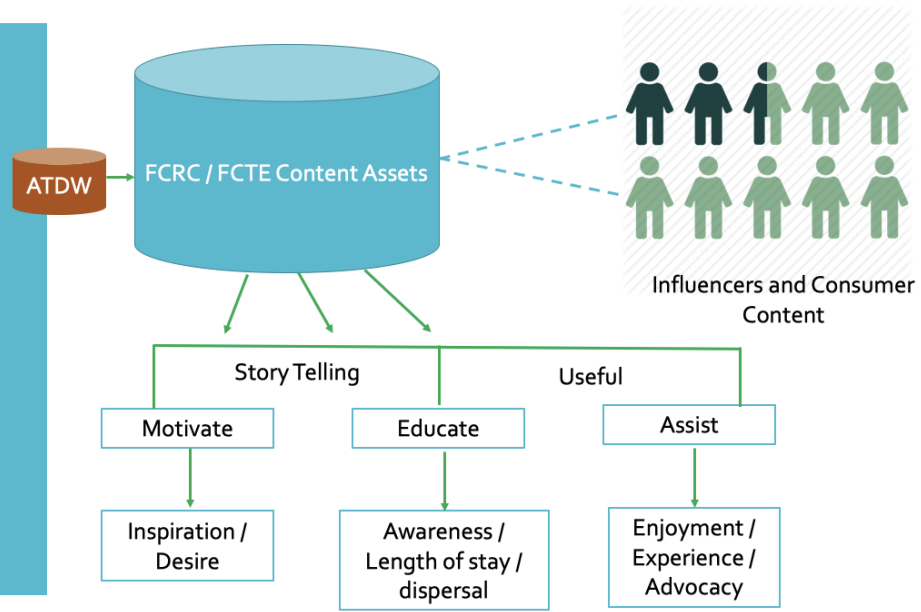 ATDW
FCRC / FCTE Content Assets
Influencers and Consumer
Content
Story Telling
Useful
Motivate
Educate
Assist
Inspiration /
Desire
Awareness /
Length of stay /
dispersal
Enjoyment /
Experience /
Advocacy